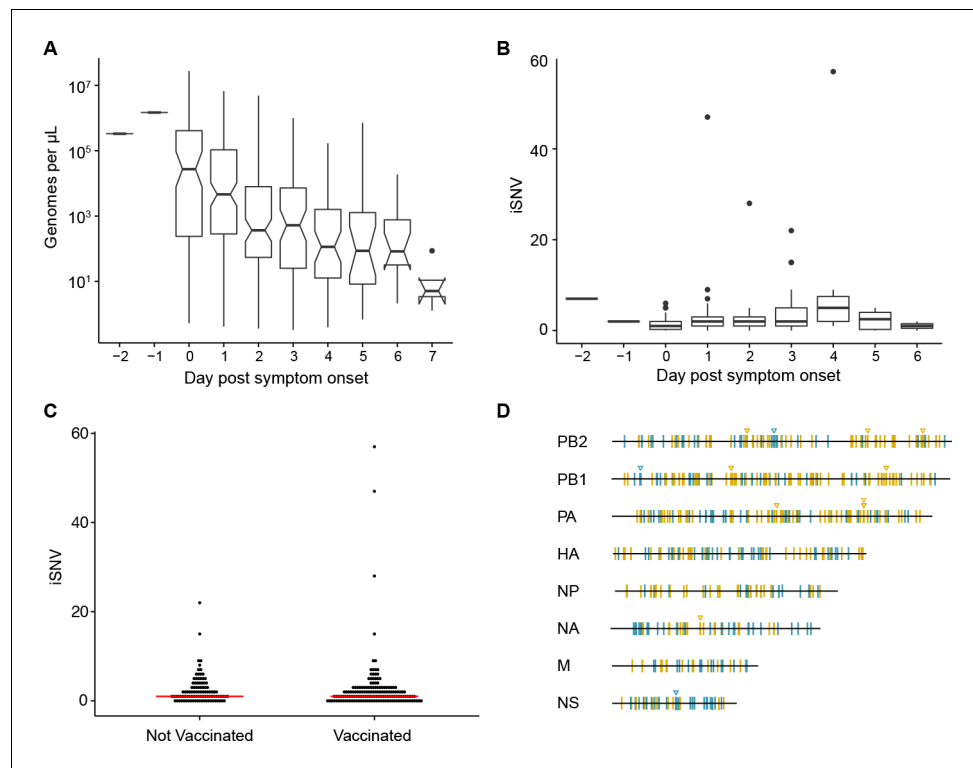 A
Genomes per µL
10^7
10^5
10^3
10^1
−2 −1 0 1 2 3 4 5 6 7
Day post symptom onset
B
iSNV
60
40
20
0
−2 −1 0 1 2 3 4 5 6
Day post symptom onset
C
iSNV
60
40
20
0
Not Vaccinated Vaccinated
D
PB2
PB1
PA
HA
NP
NA
M
NS